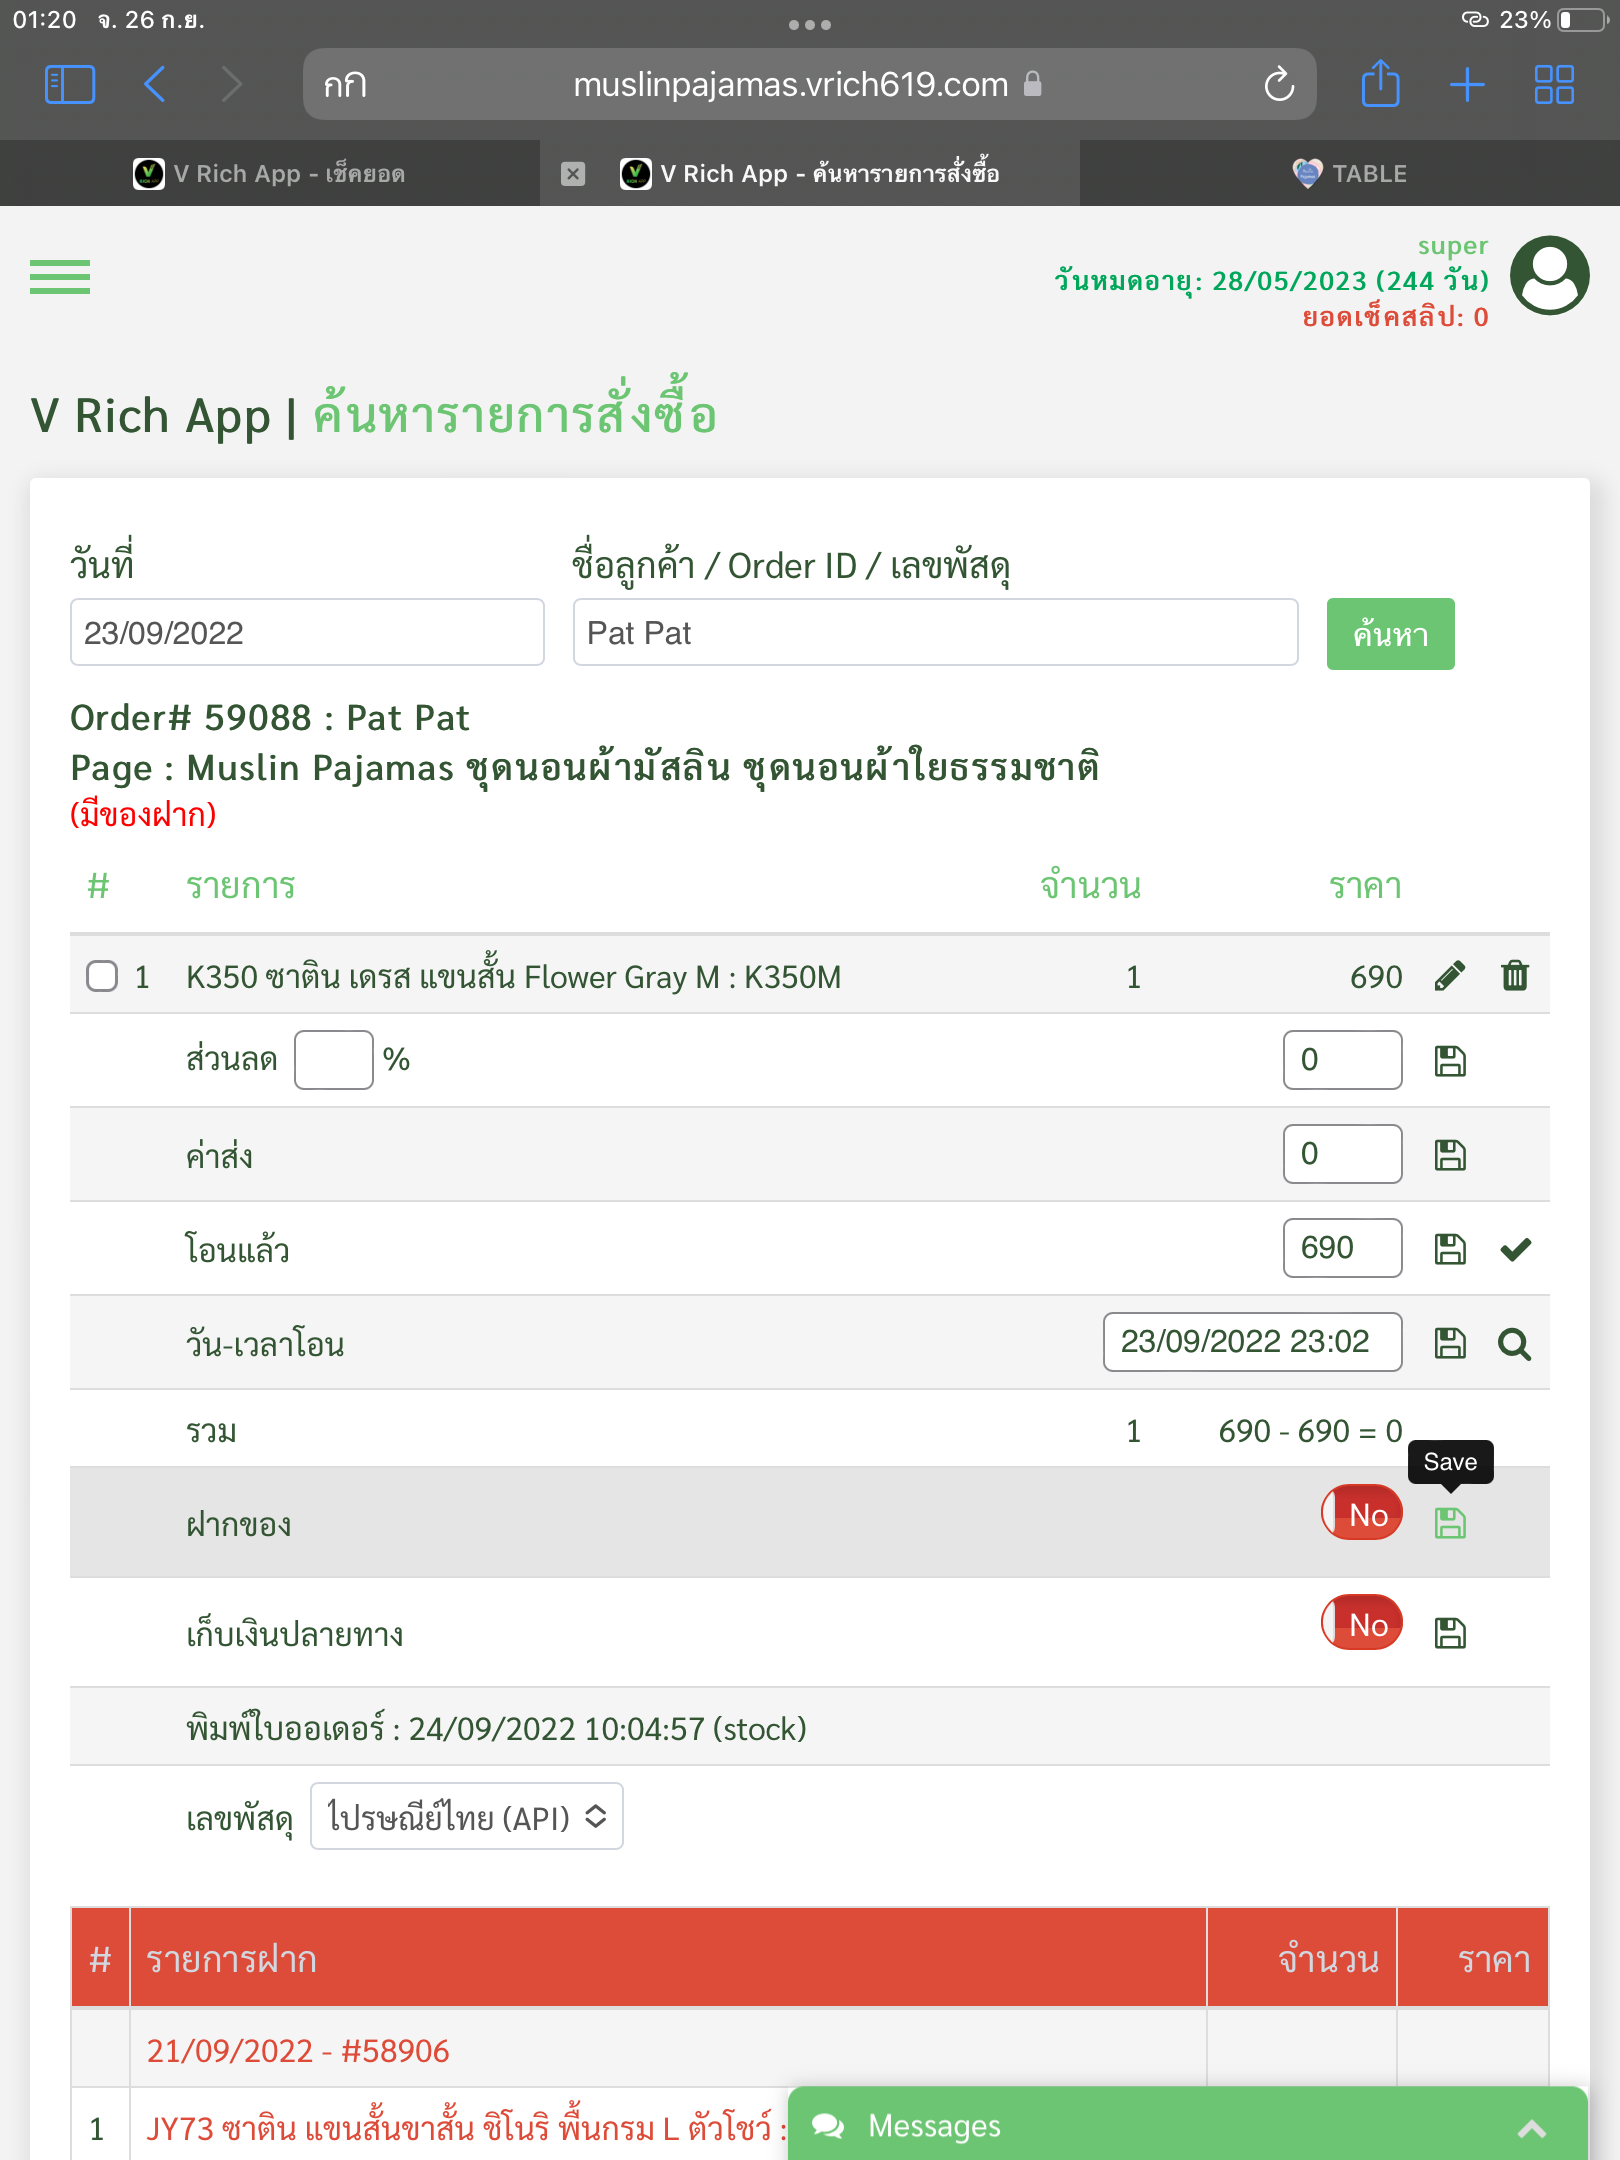 01:20 จ. 26 ก.ย. 23%
กก muslinpajamas.vrich619.com
V Rich App - เช็คยอด V Rich App - ค้นหารายการสั่งซื้อ TABLE
super
วันหมดอายุ: 28/05/2023 (244 วัน)
ยอดเช็คสลิป: 0
V Rich App | ค้นหารายการสั่งซื้อ
วันที่ ชื่อลูกค้า / Order ID / เลขพัสดุ
23/09/2022 Pat Pat ค้นหา
Order# 59088 : Pat Pat
Page : Muslin Pajamas ชุดนอนผ้ามัสลิน ชุดนอนผ้าใยธรรมชาติ
(มีของฝาก)
# รายการ จำนวน ราคา
1 K350 ซาติน เดรส แขนสั้น Flower Gray M : K350M 1 690
ส่วนลด % 0
ค่าส่ง 0
โอนแล้ว 690
วัน-เวลาโอน 23/09/2022 23:02
รวม 1 690 - 690 = 0
Save
ฝากของ No
เก็บเงินปลายทาง No
พิมพ์ใบออเดอร์ : 24/09/2022 10:04:57 (stock)
เลขพัสดุ ไปรษณีย์ไทย (API)
# รายการฝาก จำนวน ราคา
21/09/2022 - #58906
1 JY73 ซาติน แขนสั้นขาสั้น ชิโนริ พื้นกรม L ตัวโชว์ :
Messages